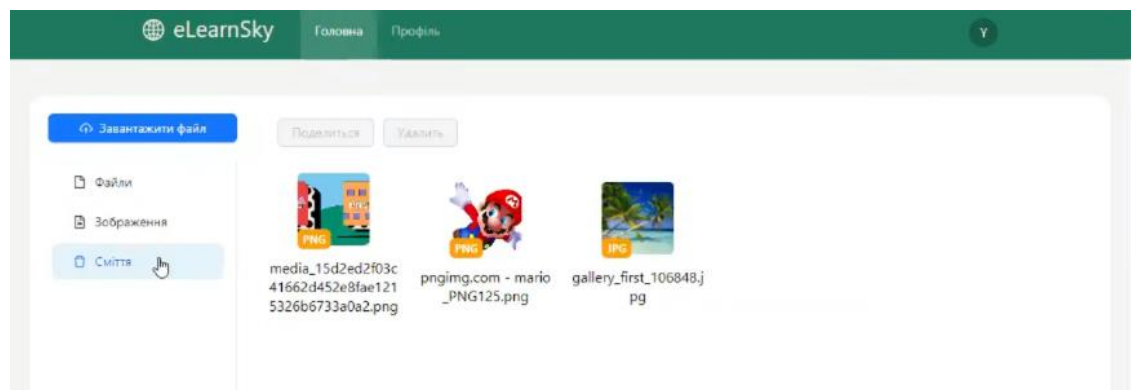 eLearnSky
Головна
Профіль
Y
Завантажити файл
Поделиться
Удалить
Файли
Зображення
Сміття
PNG
media_15d2ed2f03c
41662d452e8fae121
5326b6733a0a2.png
PNG
pngimg.com - mario
_PNG125.png
JPG
gallery_first_106848.j
pg